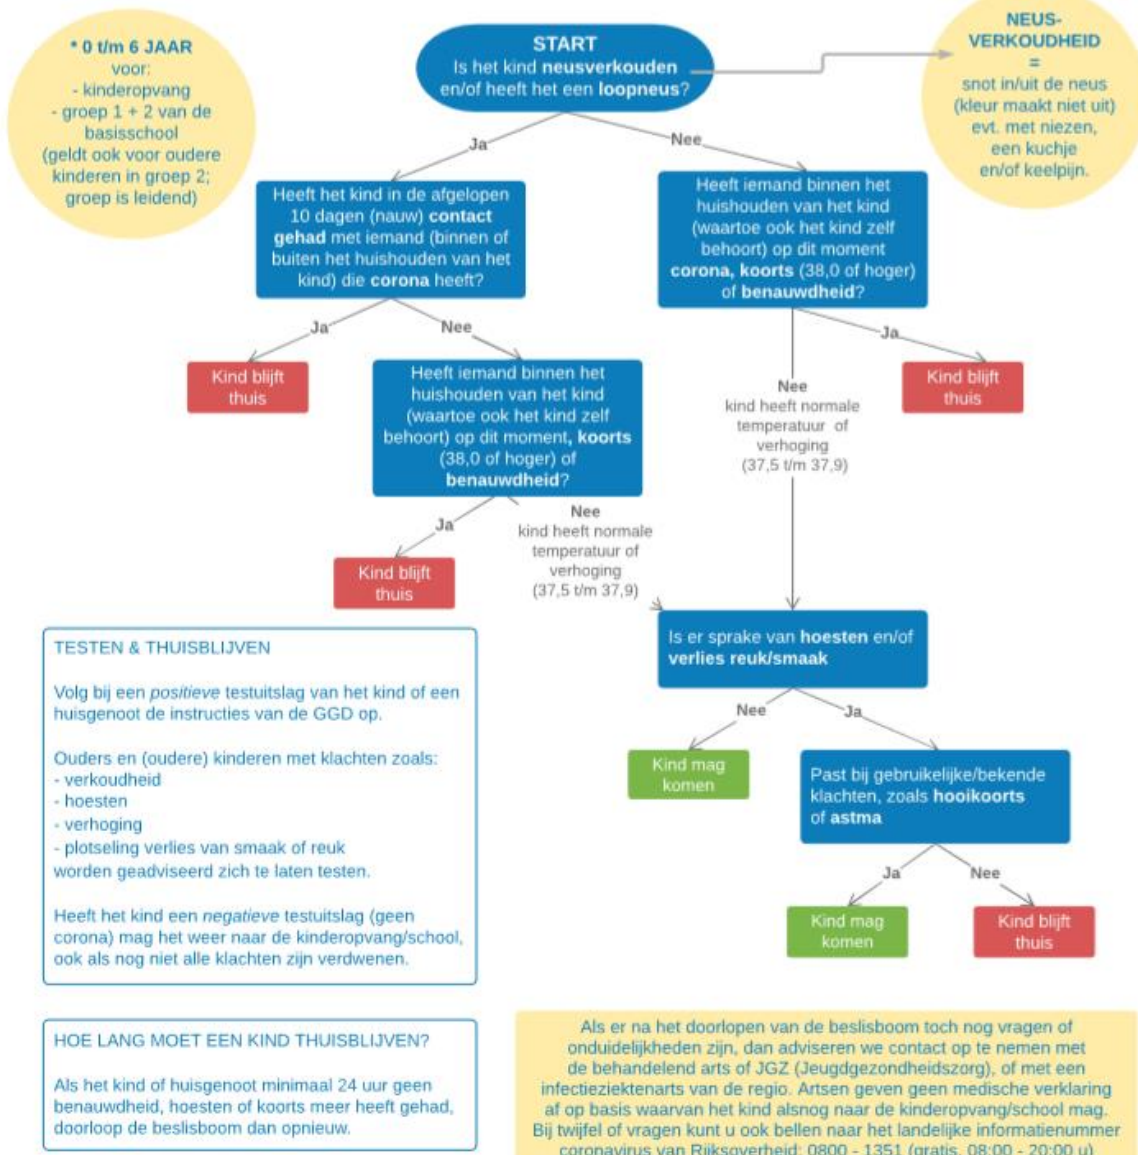 * 0 t/m 6 JAAR
voor:
- kinderopvang
- groep 1 + 2 van de
basisschool
(geldt ook voor oudere
kinderen in groep 2;
groep is leidend)
START
Is het kind neusverkouden
en/of heeft het een loopneus?
NEUS-
VERKOUDHEID
=
snot in/uit de neus
(kleur maakt niet uit)
evt. met niezen,
een kuchje
en/of keelpijn.
Ja
Nee
Heeft het kind in de afgelopen
10 dagen (nauw) contact
gehad met iemand (binnen of
buiten het huishouden van het
kind) die corona heeft?
Heeft iemand binnen het
huishouden van het kind
(waartoe ook het kind zelf
behoort) op dit moment
corona, koorts (38,0 of hoger)
of benauwdheid?
Ja
Nee
Ja
Kind blijft
thuis
Heeft iemand binnen het
huishouden van het kind
(waartoe ook het kind zelf
behoort) op dit moment, koorts
(38,0 of hoger) of
benauwdheid?
Nee
kind heeft normale
temperatuur of
verhoging
(37,5 t/m 37,9)
Kind blijft
thuis
Ja
Nee
kind heeft normale
temperatuur of
verhoging
(37,5 t/m 37,9)
Kind blijft
thuis
Is er sprake van hoesten en/of
verlies reuk/smaak
Nee
Ja
Kind mag
komen
Past bij gebruikelijke/bekende
klachten, zoals hooikoorts
of astma
Ja
Nee
Kind mag
komen
Kind blijft
thuis
TESTEN & THUISBLIJVEN
Volg bij een positieve testuitslag van het kind of een
huisgenoot de instructies van de GGD op.
Ouders en (oudere) kinderen met klachten zoals:
- verkoudheid
- hoesten
- verhoging
- plotseling verlies van smaak of reuk
worden geadviseerd zich te laten testen.
Heeft het kind een negatieve testuitslag (geen
corona) mag het weer naar de kinderopvang/school,
ook als nog niet alle klachten zijn verdwenen.
HOE LANG MOET EEN KIND THUISBLIJVEN?
Als het kind of huisgenoot minimaal 24 uur geen
benauwdheid, hoesten of koorts meer heeft gehad,
doorloop de beslisboom dan opnieuw.
Als er na het doorlopen van de beslisboom toch nog vragen of
onduidelijkheden zijn, dan adviseren we contact op te nemen met
de behandelend arts of JGZ (Jeugdgezondheidszorg), of met een
infectieziektenarts van de regio. Artsen geven geen medische verklaring
af op basis waarvan het kind alsnog naar de kinderopvang/school mag.
Bij twijfel of vragen kunt u ook bellen naar het landelijke informatienummer
coronavirus van Rijksoverheid: 0800 - 1351 (gratis, 08:00 - 20:00 u)